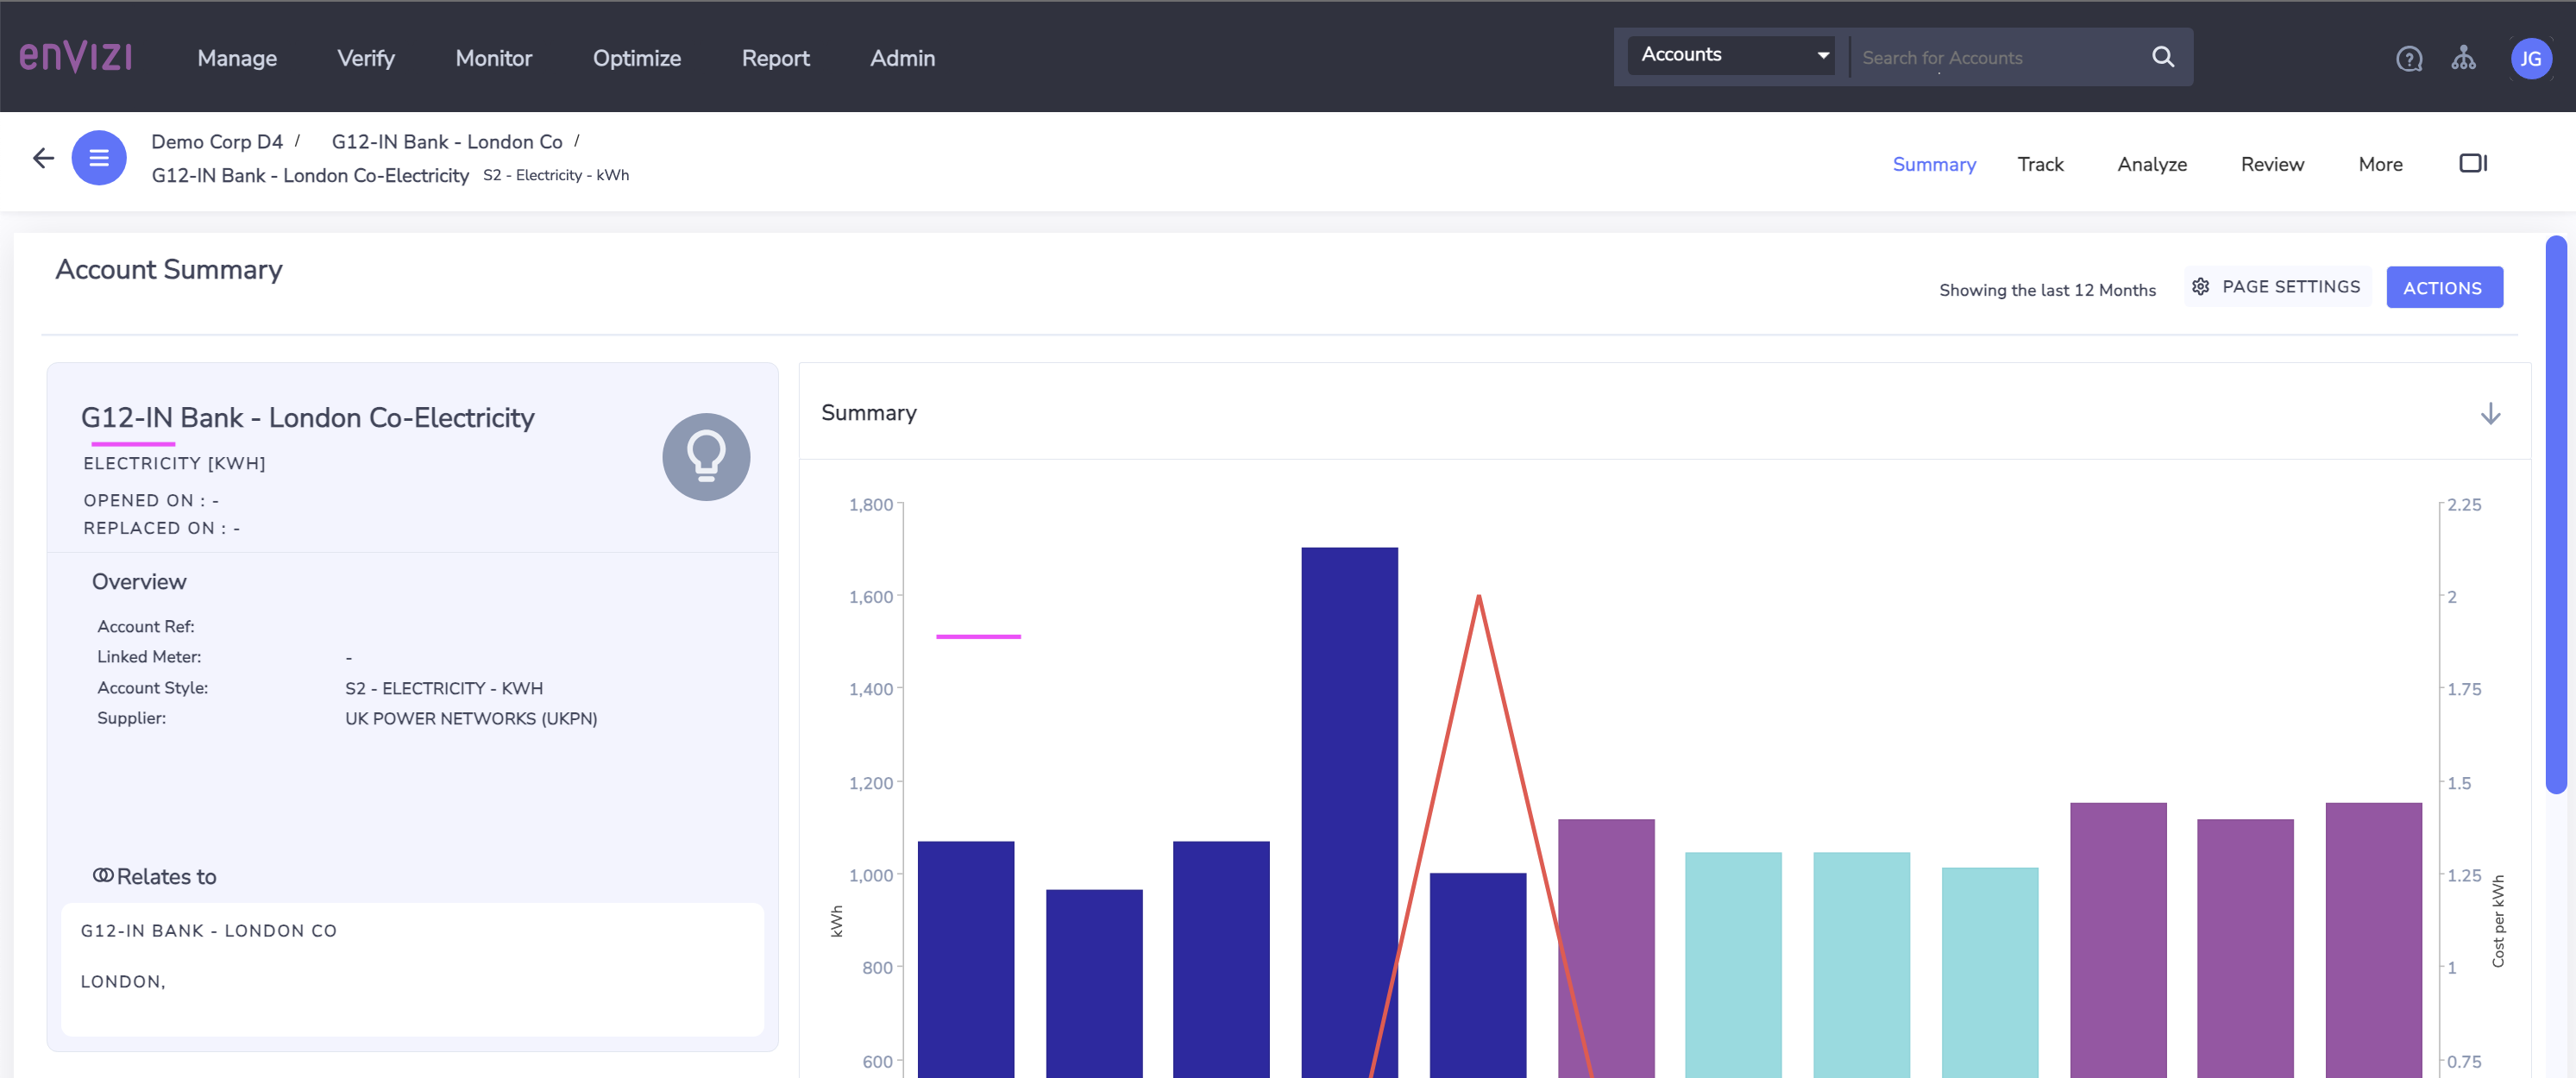 enVIZI
Manage Verify Monitor Optimize Report Admin
Accounts Search for Accounts
JG
Demo Corp D4 / G12-IN Bank - London Co /
G12-IN Bank - London Co-Electricity S2 - Electricity - kWh
Summary Track Analyze Review More
Account Summary
Showing the last 12 Months PAGE SETTINGS ACTIONS
G12-IN Bank - London Co-Electricity
ELECTRICITY [KWH]
OPENED ON : -
REPLACED ON : -
Overview
Account Ref:
Linked Meter: -
Account Style: S2 - ELECTRICITY - KWH
Supplier: UK POWER NETWORKS (UKPN)
Relates to
G12-IN BANK - LONDON CO
LONDON,
Summary
1,800
1,600
1,400
1,200
1,000
800
600
kWh
2.25
2
1.75
1.5
1.25
1
0.75
Cost per kWh